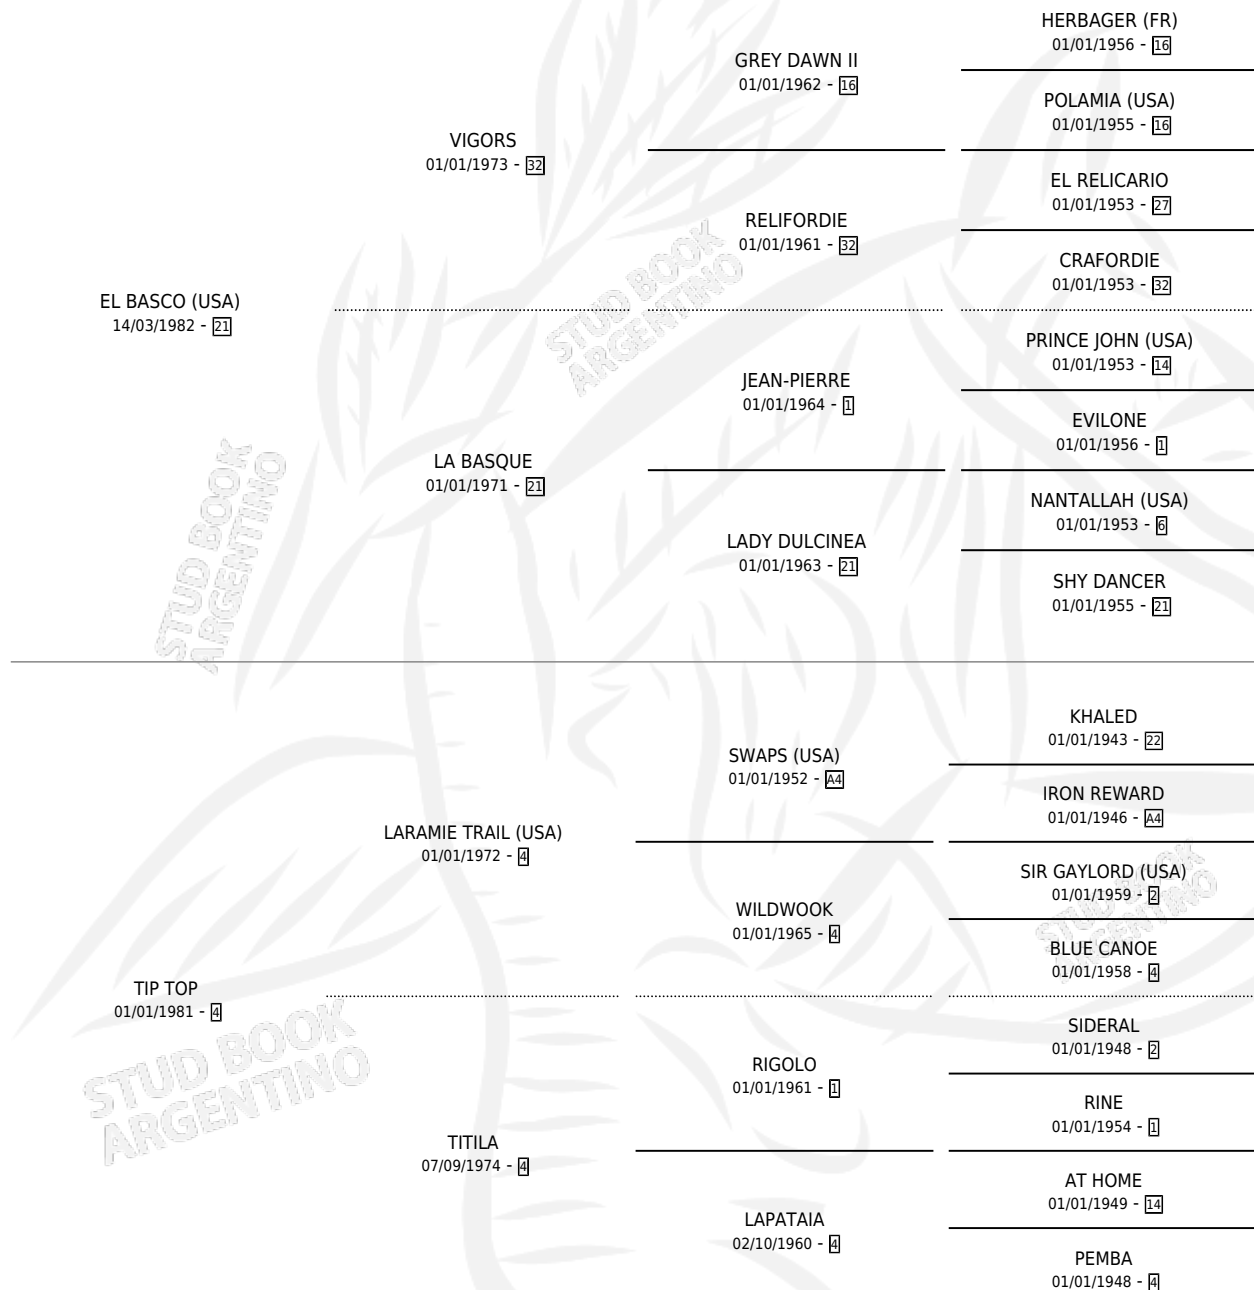 HERBAGER (FR)
01/01/1956 - 16
GREY DAWN II
01/01/1962 - 16
POLAMIA (USA)
01/01/1955 - 16
VIGORS
01/01/1973 - 32
EL RELICARIO
01/01/1953 - 27
RELIFORDIE
01/01/1961 - 32
CRAFORDIE
01/01/1953 - 32
EL BASCO (USA)
14/03/1982 - 21
PRINCE JOHN (USA)
01/01/1953 - 14
JEAN-PIERRE
01/01/1964 - 1
EVILONE
01/01/1956 - 1
LA BASQUE
01/01/1971 - 21
NANTALLAH (USA)
01/01/1953 - 6
LADY DULCINEA
01/01/1963 - 21
SHY DANCER
01/01/1955 - 21
KHALED
01/01/1943 - 22
SWAPS (USA)
01/01/1952 - A4
IRON REWARD
01/01/1946 - A4
LARAMIE TRAIL (USA)
01/01/1972 - 4
SIR GAYLORD (USA)
01/01/1959 - 2
WILDWOOK
01/01/1965 - 4
BLUE CANOE
01/01/1958 - 4
TIP TOP
01/01/1981 - 4
SIDERAL
01/01/1948 - 2
RIGOLO
01/01/1961 - 1
RINE
01/01/1954 - 1
TITILA
07/09/1974 - 4
AT HOME
01/01/1949 - 14
LAPATAIA
02/10/1960 - 4
PEMBA
01/01/1948 - 4
STUD BOOK
ARGENTINO
STUD BOOK
ARGENTINO
STUD BOOK
ARGENTINO
STUD BOOK
ARGENTINO